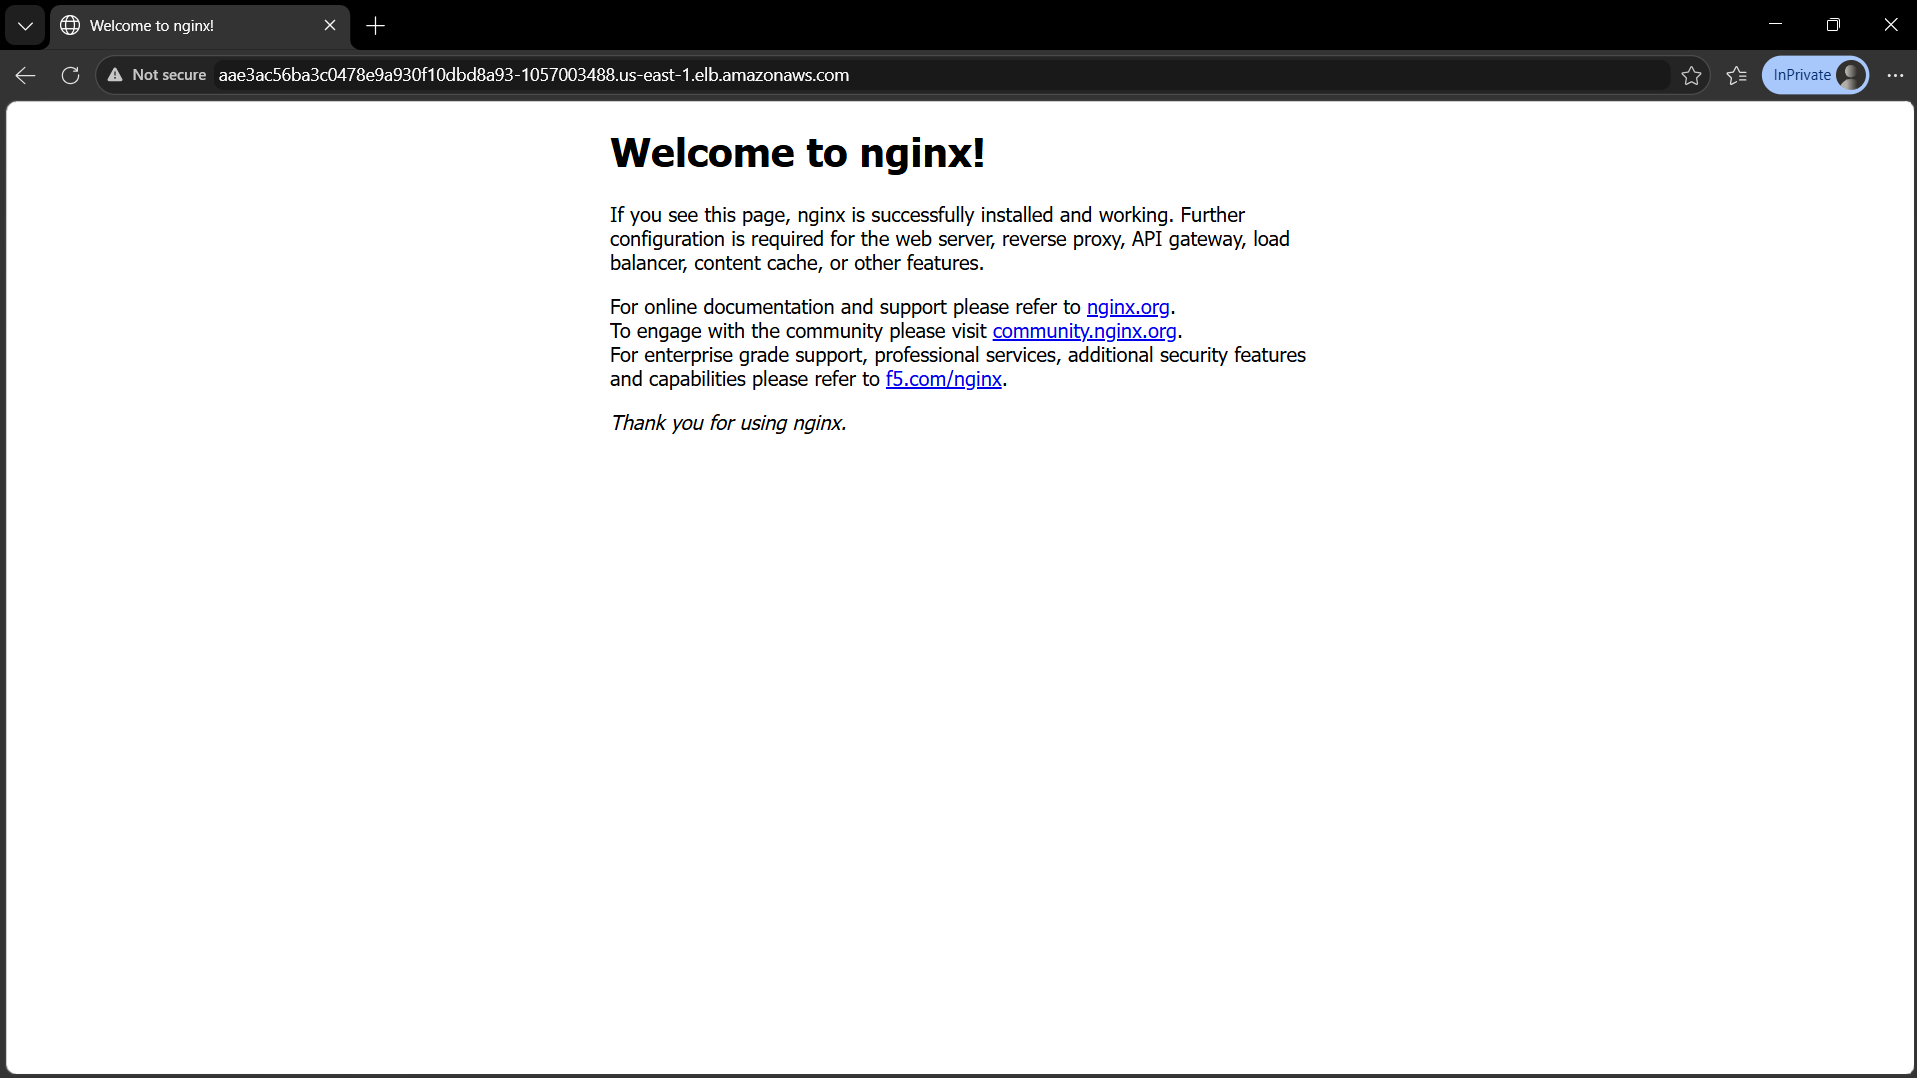 Welcome to nginx!
Not secure aae3ac56ba3c0478e9a930f10dbd8a93-1057003488.us-east-1.elb.amazonaws.com
InPrivate
Welcome to nginx!
If you see this page, nginx is successfully installed and working. Further
configuration is required for the web server, reverse proxy, API gateway, load
balancer, content cache, or other features.
For online documentation and support please refer to nginx.org.
To engage with the community please visit community.nginx.org.
For enterprise grade support, professional services, additional security features
and capabilities please refer to f5.com/nginx.
Thank you for using nginx.